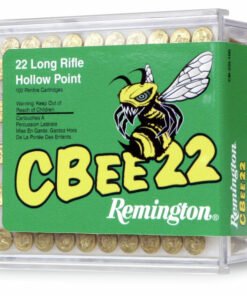 22 Long Rifle
Hollow Point
100 Rimfire Cartridges
Warning: Keep Out of
Reach of Children
Cartouches À
Percussion Latérale
Mise En Garde: Gardez Hors
De La Portée Des Enfants.
CBEE22
Remington®
CBEE22
Remington